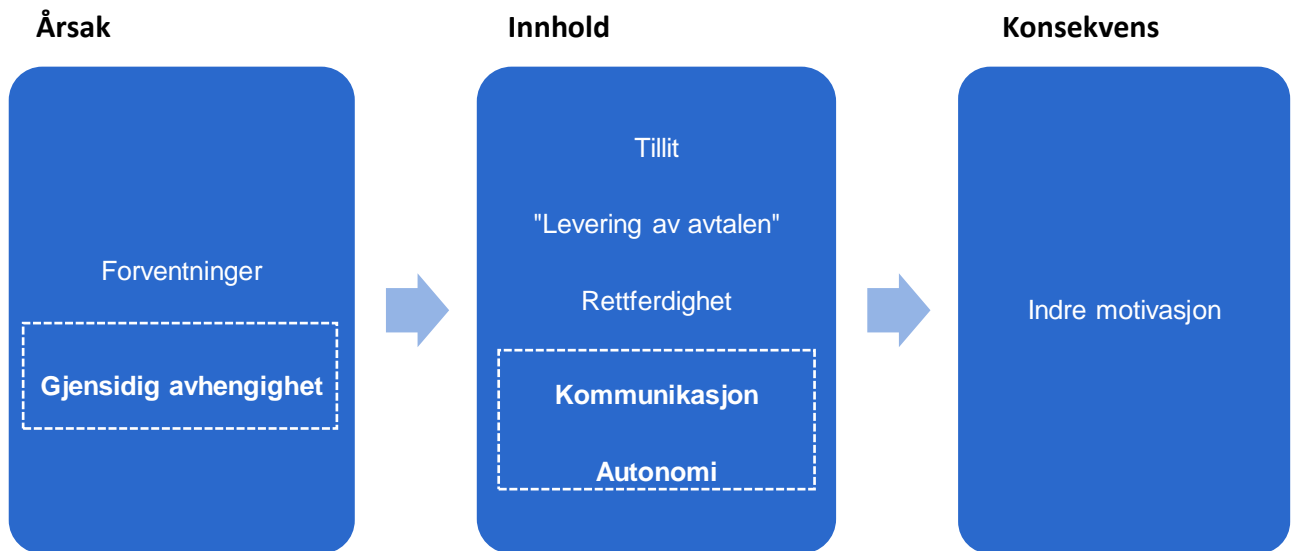 Årsak
Innhold
Konsekvens
Forventninger
Gjensidig avhengighet
Tillit
"Levering av avtalen"
Rettferdighet
Kommunikasjon
Autonomi
Indre motivasjon